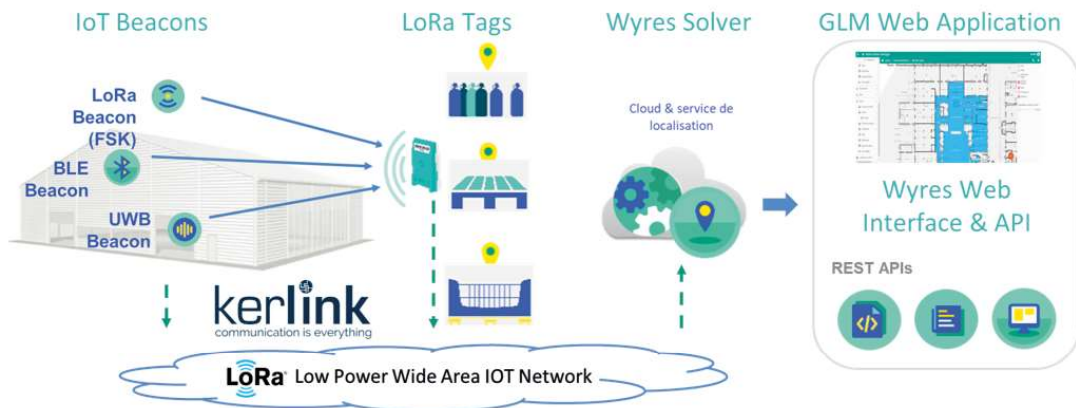 IoT Beacons
LoRa Tags
Wyres Solver
GLM Web Application
LoRa
Beacon
(FSK)
BLE
Beacon
UWB
Beacon
Cloud & service de
localisation
Wyres Web
Interface & API
REST APIs
kerlink
communication is everything
LoRa Low Power Wide Area IOT Network